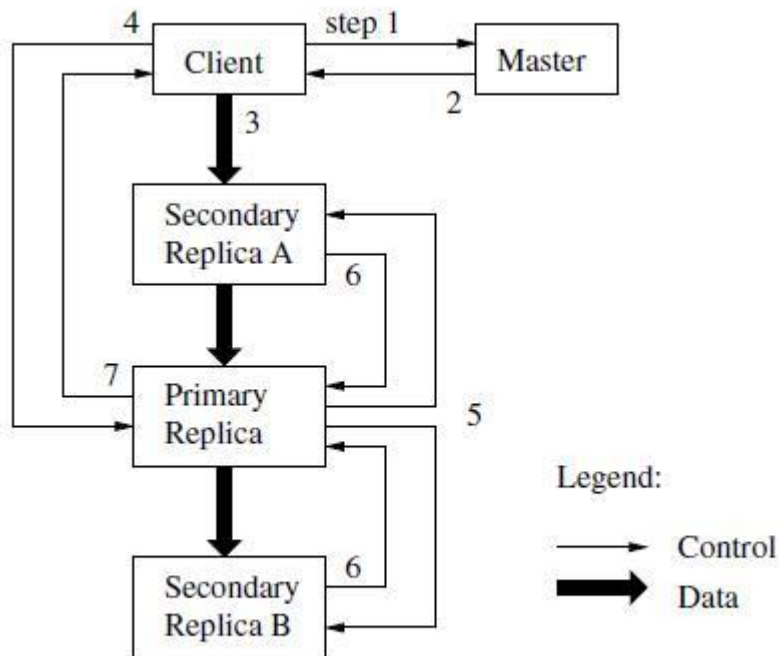 4
step 1
Client
Master
2
3
Secondary
Replica A
6
7
Primary
Replica
5
Legend:
Control
Secondary
Replica B
6
Data